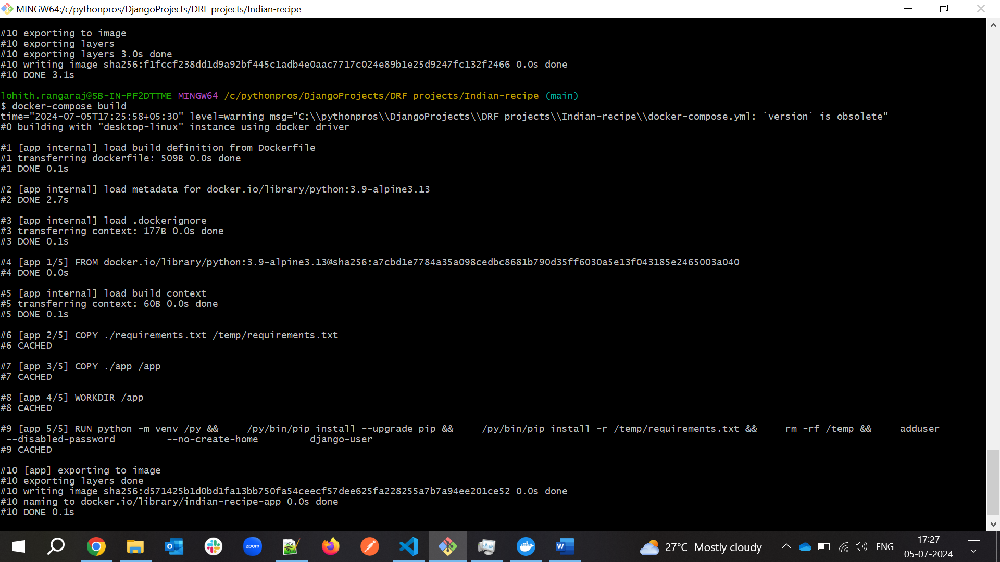 MINGW64:/c/pythonpros/DjangoProjects/DRF projects/Indian-recipe
#10 exporting to image
#10 exporting layers
#10 exporting layers 3.0s done
#10 writing image sha256:f1fccf238dd1d9a92bf445c1adb4e0aac7717c024e89b1e25d9247fc132f2466 0.0s done
#10 DONE 3.1s
lohith.rangaraj@SB-IN-PF2DTTME MINGW64 /c/pythonpros/DjangoProjects/DRF projects/Indian-recipe (main)
$ docker-compose build
time="2024-07-05T17:25:58+05:30" level=warning msg="C:\\pythonpros\\DjangoProjects\\DRF projects\\Indian-recipe\\docker-compose.yml: `version` is obsolete"
#0 building with "desktop-linux" instance using docker driver
#1 [app internal] load build definition from Dockerfile
#1 transferring dockerfile: 509B 0.0s done
#1 DONE 0.1s
#2 [app internal] load metadata for docker.io/library/python:3.9-alpine3.13
#2 DONE 2.7s
#3 [app internal] load .dockerignore
#3 transferring context: 177B 0.0s done
#3 DONE 0.1s
#4 [app 1/5] FROM docker.io/library/python:3.9-alpine3.13@sha256:a7cbd1e7784a35a098cedbc8681b790d35ff6030a5e13f043185e2465003a040
#4 DONE 0.0s
#5 [app internal] load build context
#5 transferring context: 60B 0.0s done
#5 DONE 0.1s
#6 [app 2/5] COPY ./requirements.txt /temp/requirements.txt
#6 CACHED
#7 [app 3/5] COPY ./app /app
#7 CACHED
#8 [app 4/5] WORKDIR /app
#8 CACHED
#9 [app 5/5] RUN python -m venv /py &&     /py/bin/pip install --upgrade pip &&     /py/bin/pip install -r /temp/requirements.txt &&     rm -rf /temp &&     adduser
--disabled-password         --no-create-home         django-user
#9 CACHED
#10 [app] exporting to image
#10 exporting layers done
#10 writing image sha256:d571425b1d0bd1fa13bb750fa54ceecf57dee625fa228255a7b7a94ee201ce52 0.0s done
#10 naming to docker.io/library/indian-recipe-app 0.0s done
#10 DONE 0.1s
zoom
27°C Mostly cloudy
ENG
17:27
05-07-2024